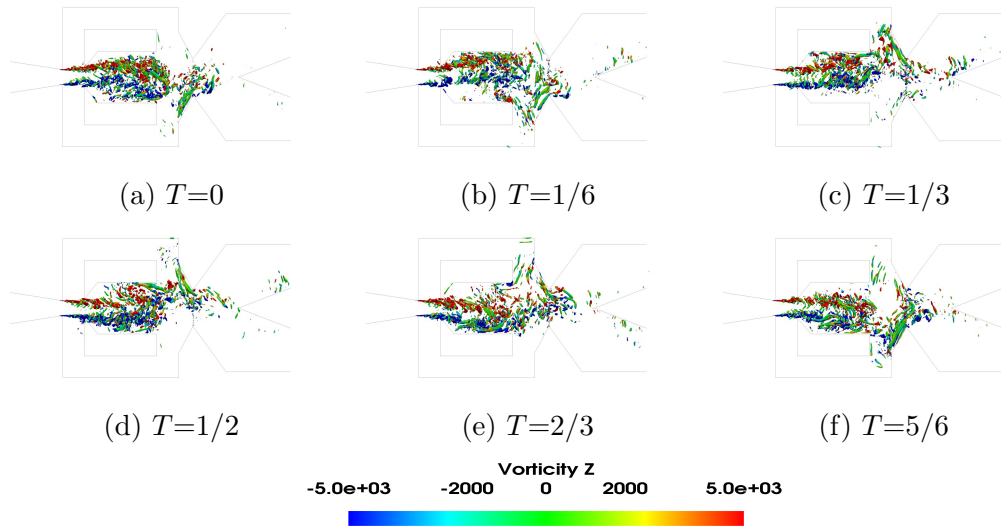 (a) T=0
(b) T=1/6
(c) T=1/3
(d) T=1/2
(e) T=2/3
(f) T=5/6
Vorticity Z
-5.0e+03 -2000 0 2000 5.0e+03